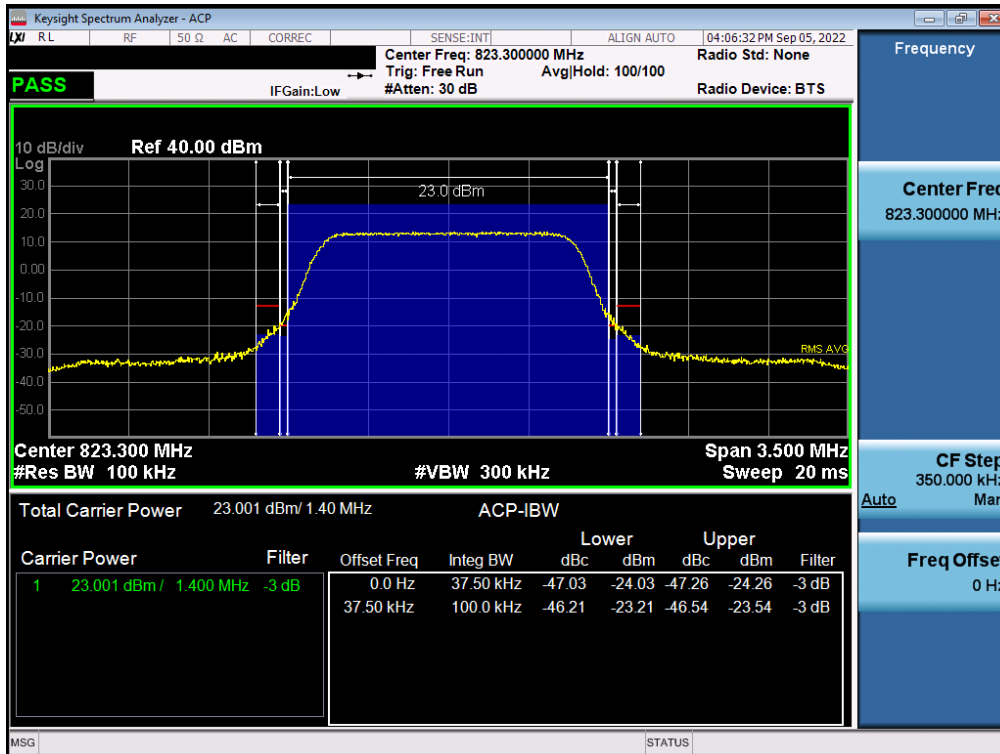 Keysight Spectrum Analyzer - ACP
LXI RL RF 50 Ω AC CORREC SENSE:INT ALIGN AUTO 04:06:32 PM Sep 05, 2022
Center Freq: 823.300000 MHz Radio Std: None
Trig: Free Run Avg|Hold: 100/100
PASS IFGain:Low #Atten: 30 dB Radio Device: BTS
10 dB/div Ref 40.00 dBm
Log
30.0
20.0
10.0
0.00
-10.0
-20.0
-30.0
-40.0
-50.0
23.0 dBm
RMS AVG
Center 823.300 MHz Span 3.500 MHz
#Res BW 100 kHz #VBW 300 kHz Sweep 20 ms
Total Carrier Power 23.001 dBm/ 1.40 MHz ACP-IBW
Lower Upper
Carrier Power Filter Offset Freq Integ BW dBc dBm dBc dBm Filter
1 23.001 dBm / 1.400 MHz -3 dB 0.0 Hz 37.50 kHz -47.03 -24.03 -47.26 -24.26 -3 dB
37.50 kHz 100.0 kHz -46.21 -23.21 -46.54 -23.54 -3 dB
Frequency
Center Freq
823.300000 MHz
CF Step
350.000 kHz
Auto Man
Freq Offset
0 Hz
MSG STATUS